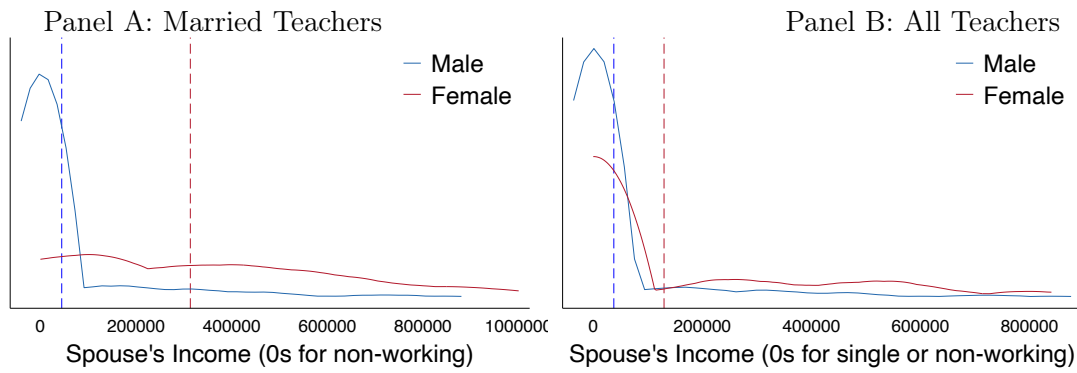 Panel A: Married Teachers
Male
Female
0 200000 400000 600000 800000 1000000
Spouse's Income (0s for non-working)
Panel B: All Teachers
Male
Female
0 200000 400000 600000 800000
Spouse's Income (0s for single or non-working)